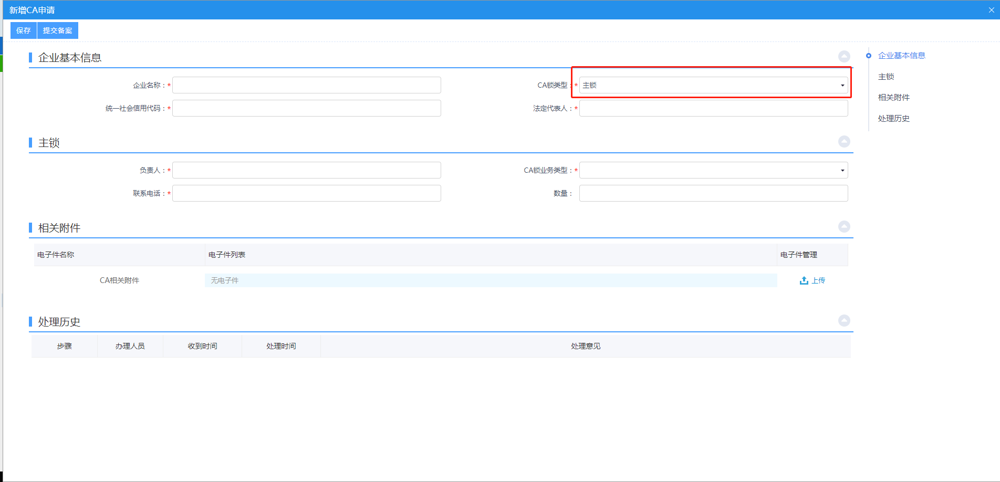 新增CA申请
保存 提交备案
企业基本信息
企业名称：*
CA锁类型：* 主锁
统一社会信用代码：*
法定代表人：*
主锁
负责人：*
CA锁业务类型：*
联系电话：*
数量：
相关附件
电子件名称 电子件列表 电子件管理
CA相关附件 无电子件 上传
处理历史
步骤 办理人员 收到时间 处理时间 处理意见
企业基本信息
主锁
相关附件
处理历史